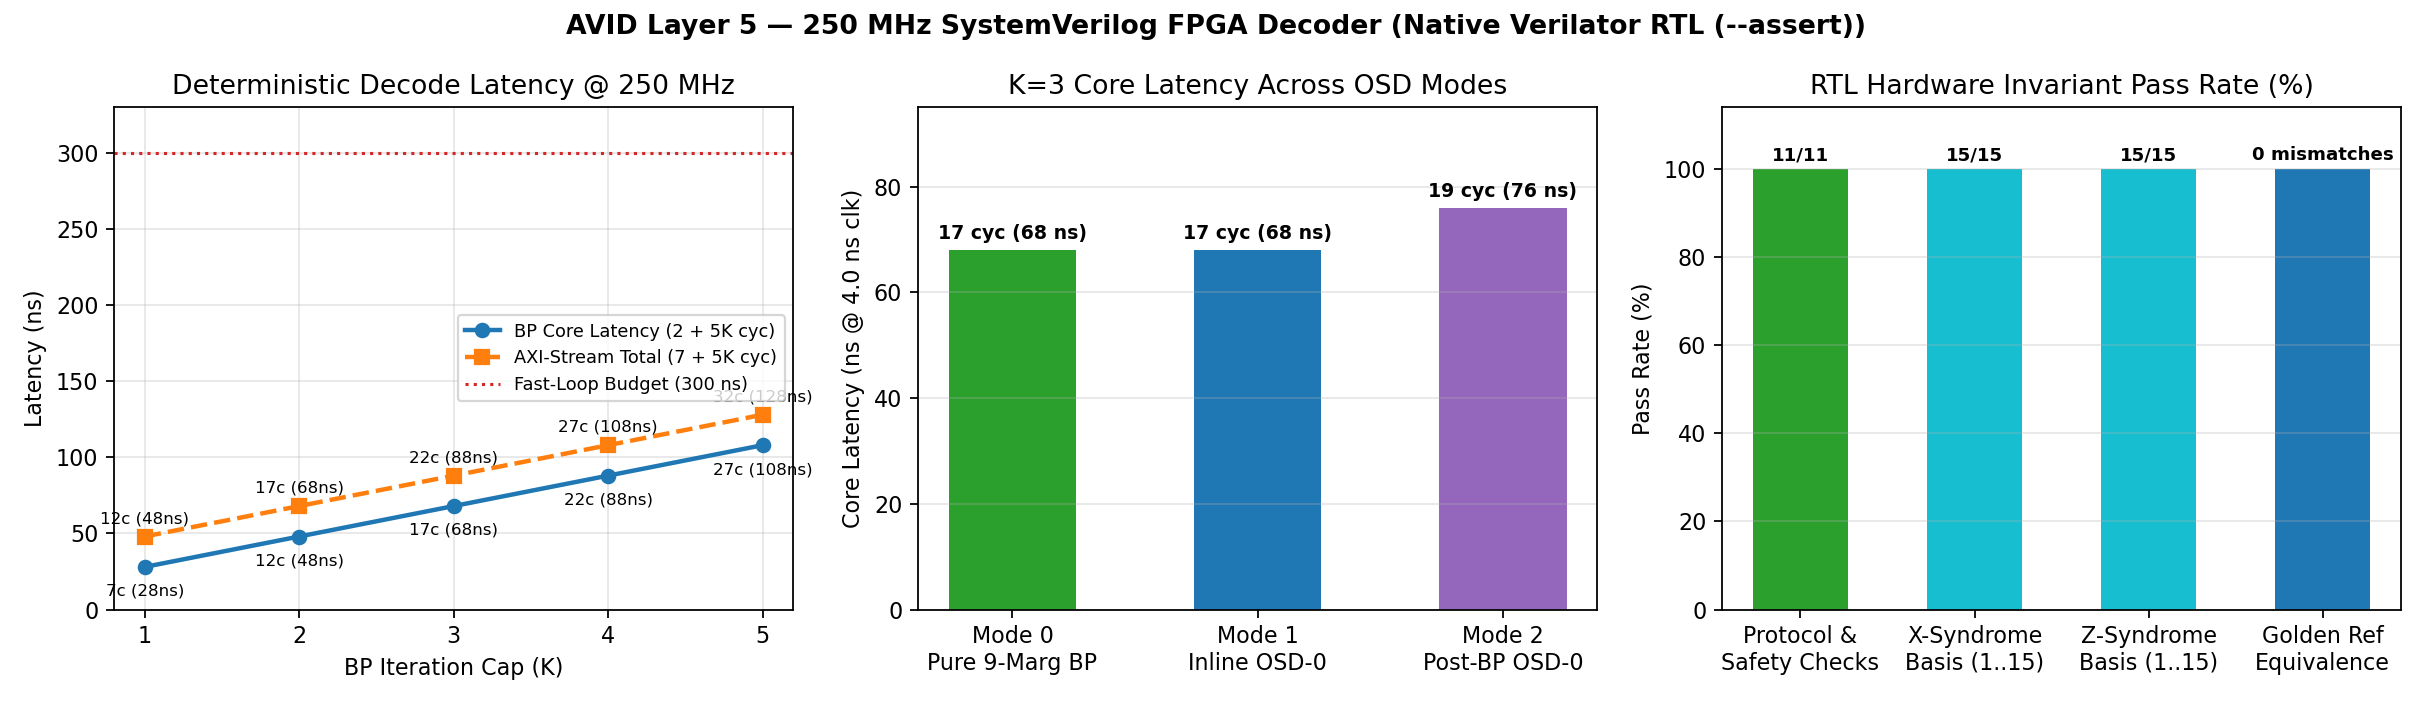 AVID Layer 5 — 250 MHz SystemVerilog FPGA Decoder (Native Verilator RTL (--assert))
Deterministic Decode Latency @ 250 MHz
Latency (ns)
300
250
200
150
100
50
0
BP Core Latency (2 + 5K cyc)
AXI-Stream Total (7 + 5K cyc)
Fast-Loop Budget (300 ns)
12c (48ns)
17c (68ns)
22c (88ns)
27c (108ns)
32c (128ns)
7c (28ns)
12c (48ns)
17c (68ns)
22c (88ns)
27c (108ns)
1
2
3
4
5
BP Iteration Cap (K)
K=3 Core Latency Across OSD Modes
Core Latency (ns @ 4.0 ns clk)
80
60
40
20
0
17 cyc (68 ns)
17 cyc (68 ns)
19 cyc (76 ns)
Mode 0
Pure 9-Marg BP
Mode 1
Inline OSD-0
Mode 2
Post-BP OSD-0
RTL Hardware Invariant Pass Rate (%)
Pass Rate (%)
100
80
60
40
20
0
11/11
15/15
15/15
0 mismatches
Protocol &
Safety Checks
X-Syndrome
Basis (1..15)
Z-Syndrome
Basis (1..15)
Golden Ref
Equivalence